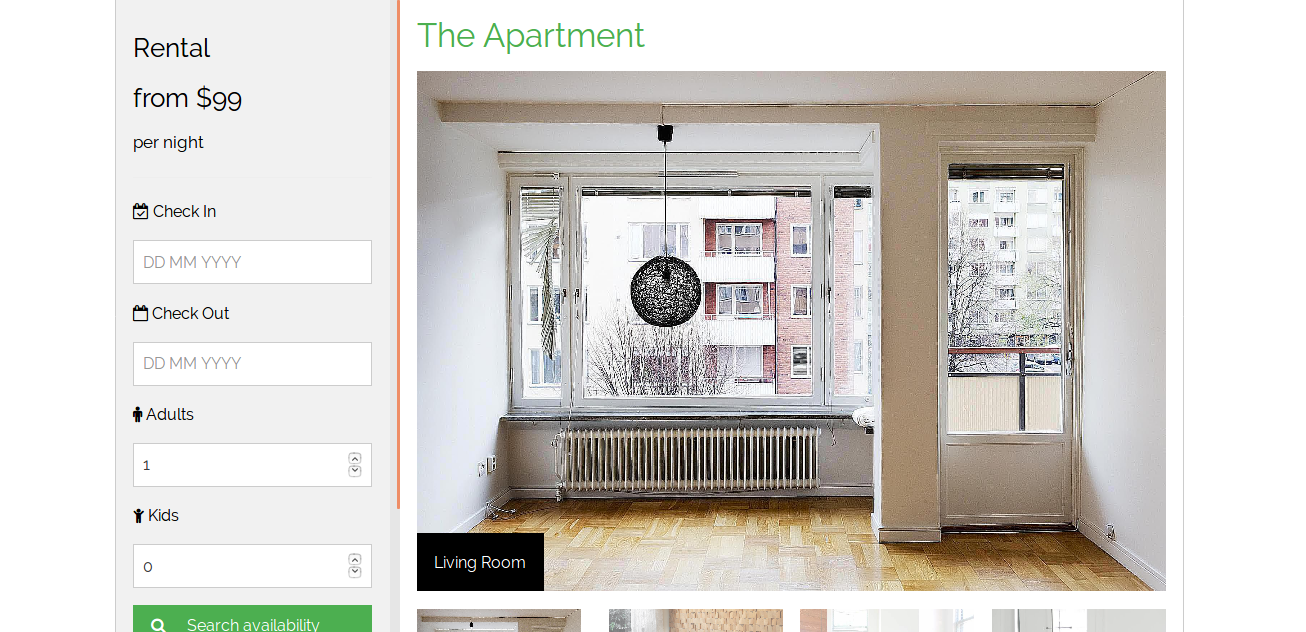 Rental
from $99
per night
Check In
DD MM YYYY
Check Out
DD MM YYYY
Adults
1
Kids
0
Search availability
The Apartment
Living Room